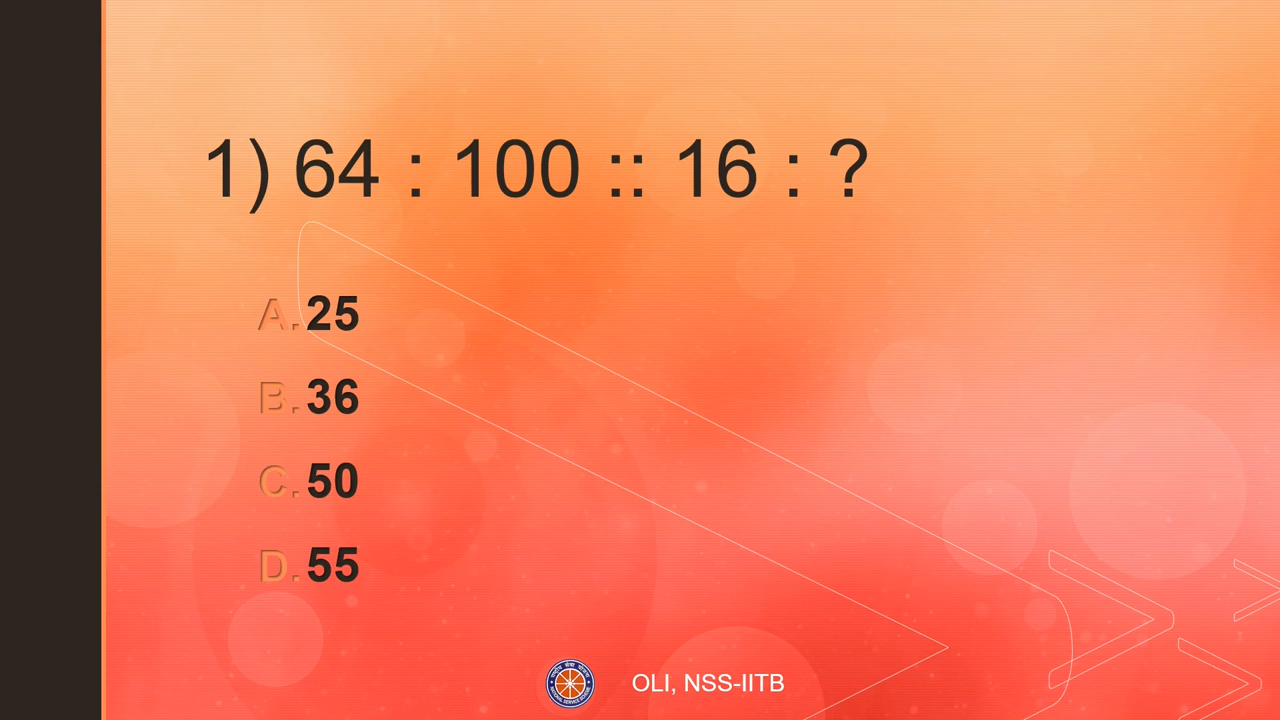 1) 64 : 100 :: 16 : ?
A. 25
B. 36
C. 50
D. 55
OLI, NSS-IITB